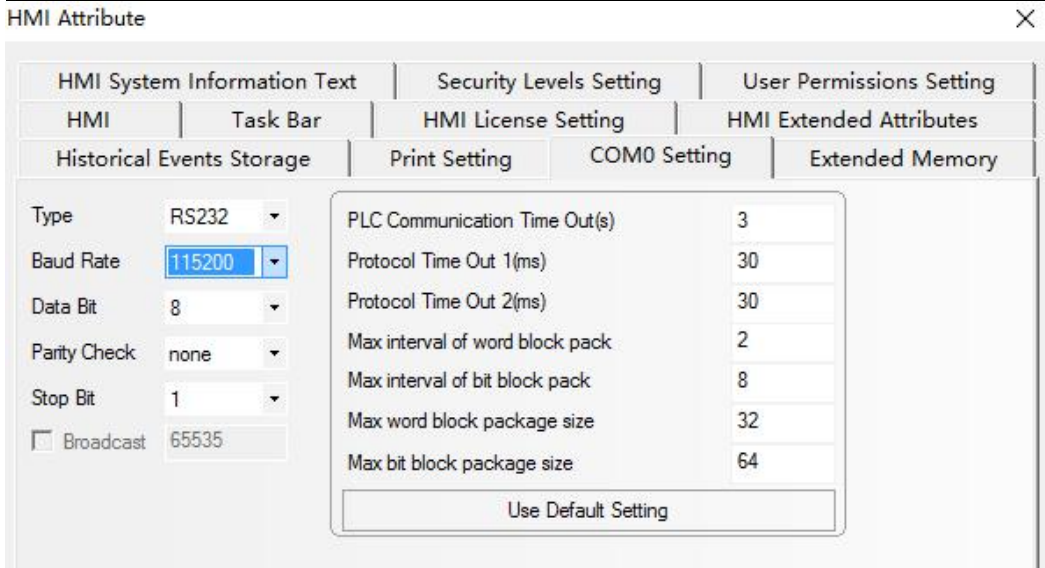 HMI Attribute
HMI System Information Text
Security Levels Setting
User Permissions Setting
HMI
Task Bar
HMI License Setting
HMI Extended Attributes
Historical Events Storage
Print Setting
COM0 Setting
Extended Memory
Type RS232
Baud Rate 115200
Data Bit 8
Parity Check none
Stop Bit 1
Broadcast 65535
PLC Communication Time Out(s) 3
Protocol Time Out 1(ms) 30
Protocol Time Out 2(ms) 30
Max interval of word block pack 2
Max interval of bit block pack 8
Max word block package size 32
Max bit block package size 64
Use Default Setting